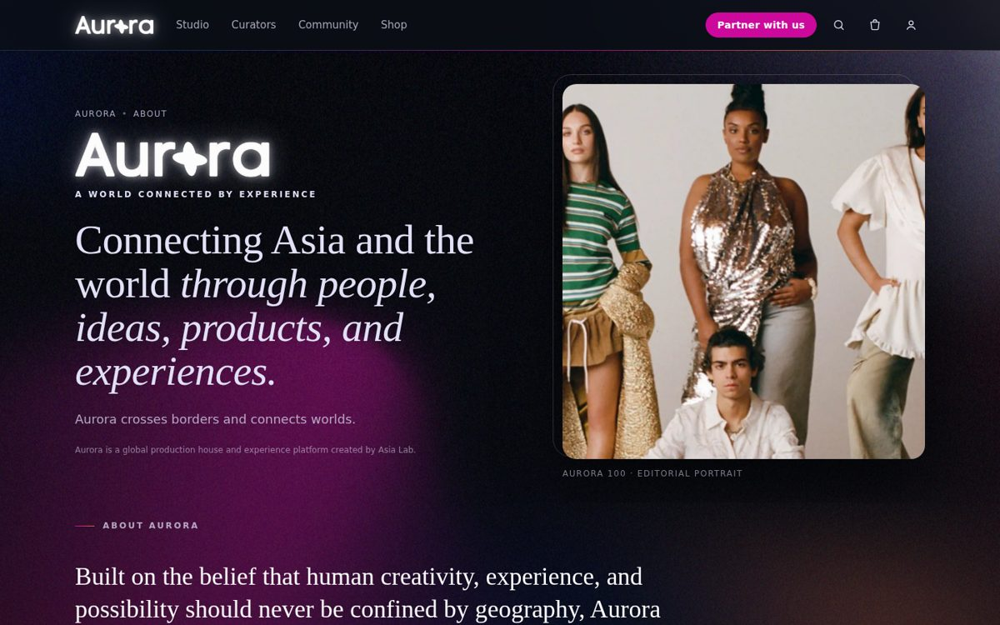 Aurora
Studio
Curators
Community
Shop
Partner with us
AURORA • ABOUT
Aurora
A WORLD CONNECTED BY EXPERIENCE
Connecting Asia and the
world through people,
ideas, products, and
experiences.
Aurora crosses borders and connects worlds.
Aurora is a global production house and experience platform created by Asia Lab.
AURORA 100 · EDITORIAL PORTRAIT
ABOUT AURORA
Built on the belief that human creativity, experience, and
possibility should never be confined by geography, Aurora